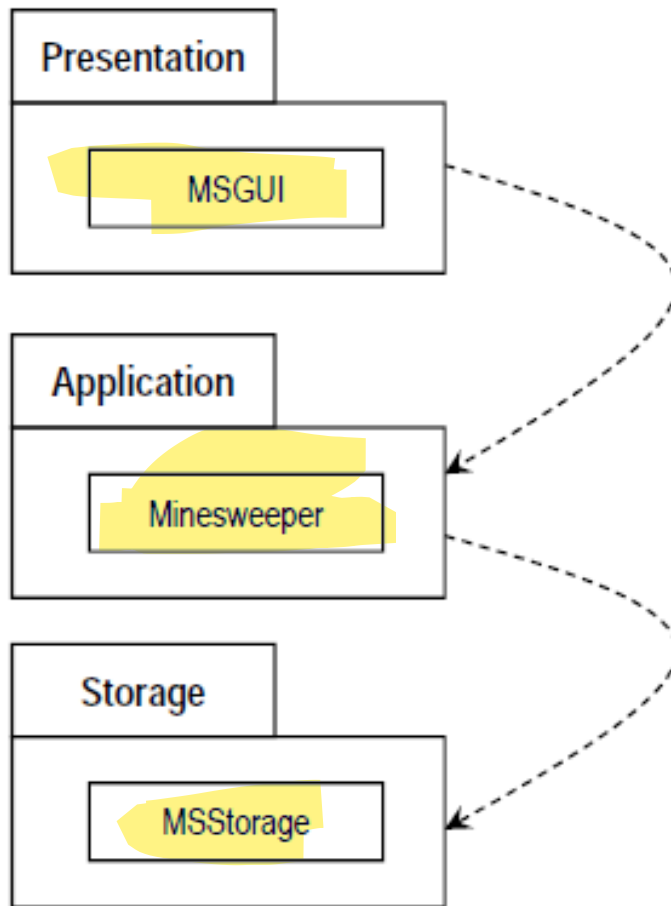 Presentation
MSGUI
Application
Minesweeper
Storage
MSStorage